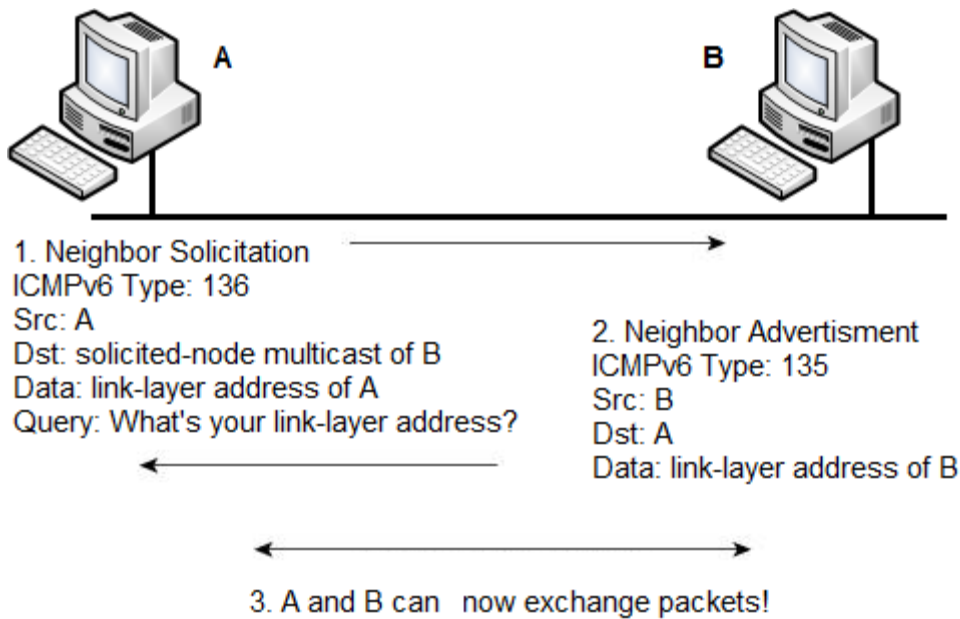 A
B
1. Neighbor Solicitation
ICMPv6 Type: 136
Src: A
Dst: solicited-node multicast of B
Data: link-layer address of A
Query: What's your link-layer address?
2. Neighbor Advertisment
ICMPv6 Type: 135
Src: B
Dst: A
Data: link-layer address of B
3. A and B can now exchange packets!